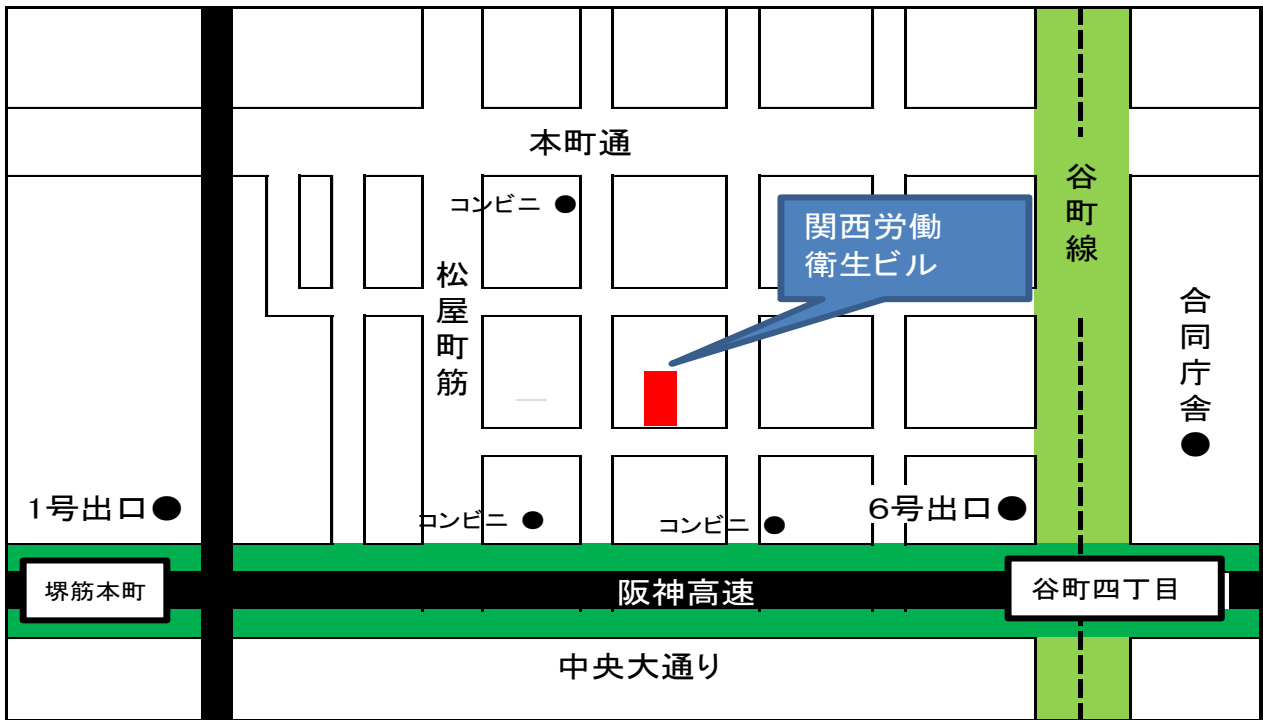 本町通
谷町線
コンビニ
関西労働
衛生ビル
松屋町筋
合同庁舎
1号出口
コンビニ
コンビニ
6号出口
堺筋本町
阪神高速
谷町四丁目
中央大通り